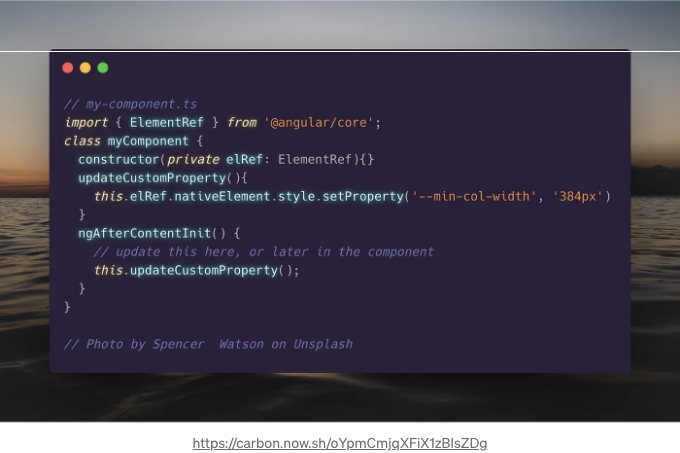 // my-component.ts
import { ElementRef } from '@angular/core';
class myComponent {
  constructor(private elRef: ElementRef){}
  updateCustomProperty(){
    this.elRef.nativeElement.style.setProperty('--min-col-width', '384px')
  }
  ngAfterContentInit() {
    // update this here, or later in the component
    this.updateCustomProperty();
  }
}
// Photo by Spencer  Watson on Unsplash
https://carbon.now.sh/oYpmCmjqXFiX1zBlsZDg